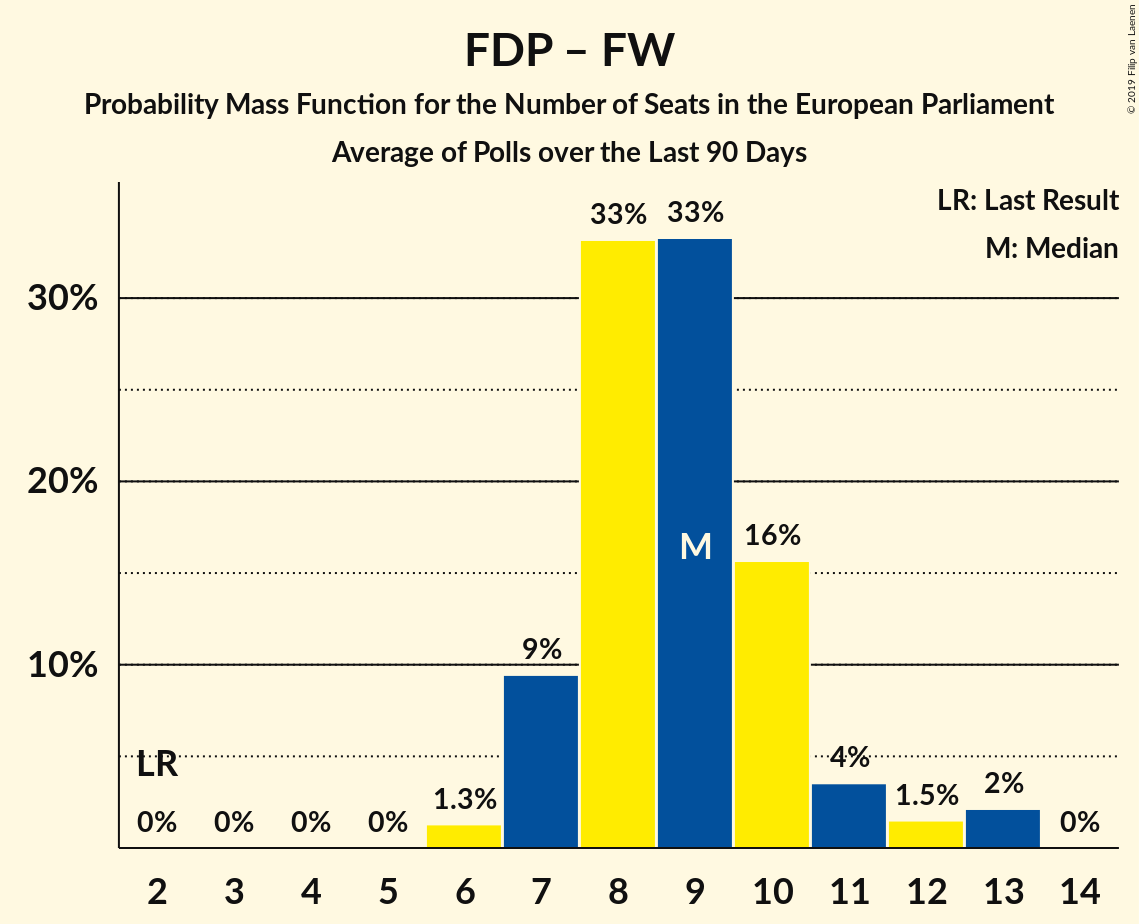 FDP – FW
Probability Mass Function for the Number of Seats in the European Parliament
Average of Polls over the Last 90 Days
© 2019 Filip van Laenen
LR: Last Result
M: Median
33%
33%
30%
20%
16%
M
10%
9%
LR
4%
2%
1.5%
1.3%
0%
0%
0%
0%
0%
2 3 4 5 6 7 8 9 10 11 12 13 14